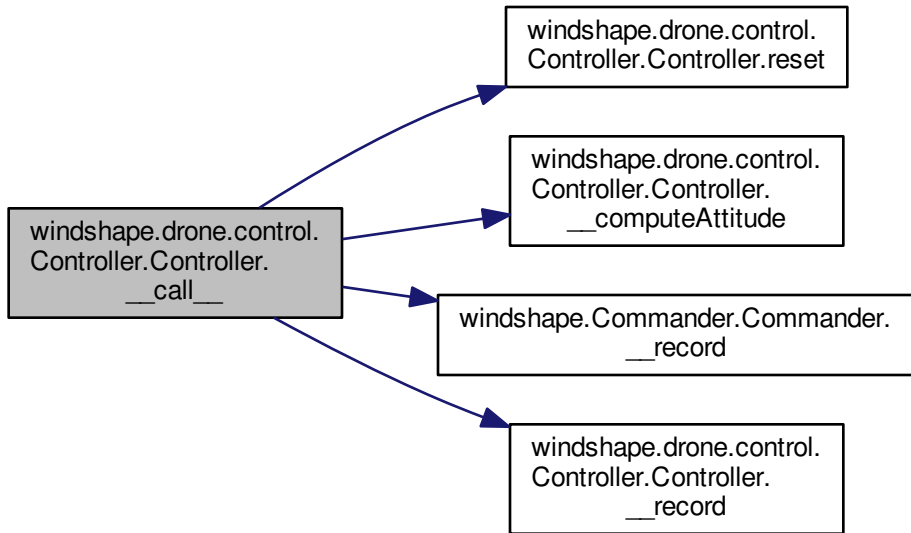 windshape.drone.control.
Controller.Controller.reset
windshape.drone.control.
Controller.Controller.
__computeAttitude
windshape.drone.control.
Controller.Controller.
__call__
windshape.Commander.Commander.
__record
windshape.drone.control.
Controller.Controller.
__record